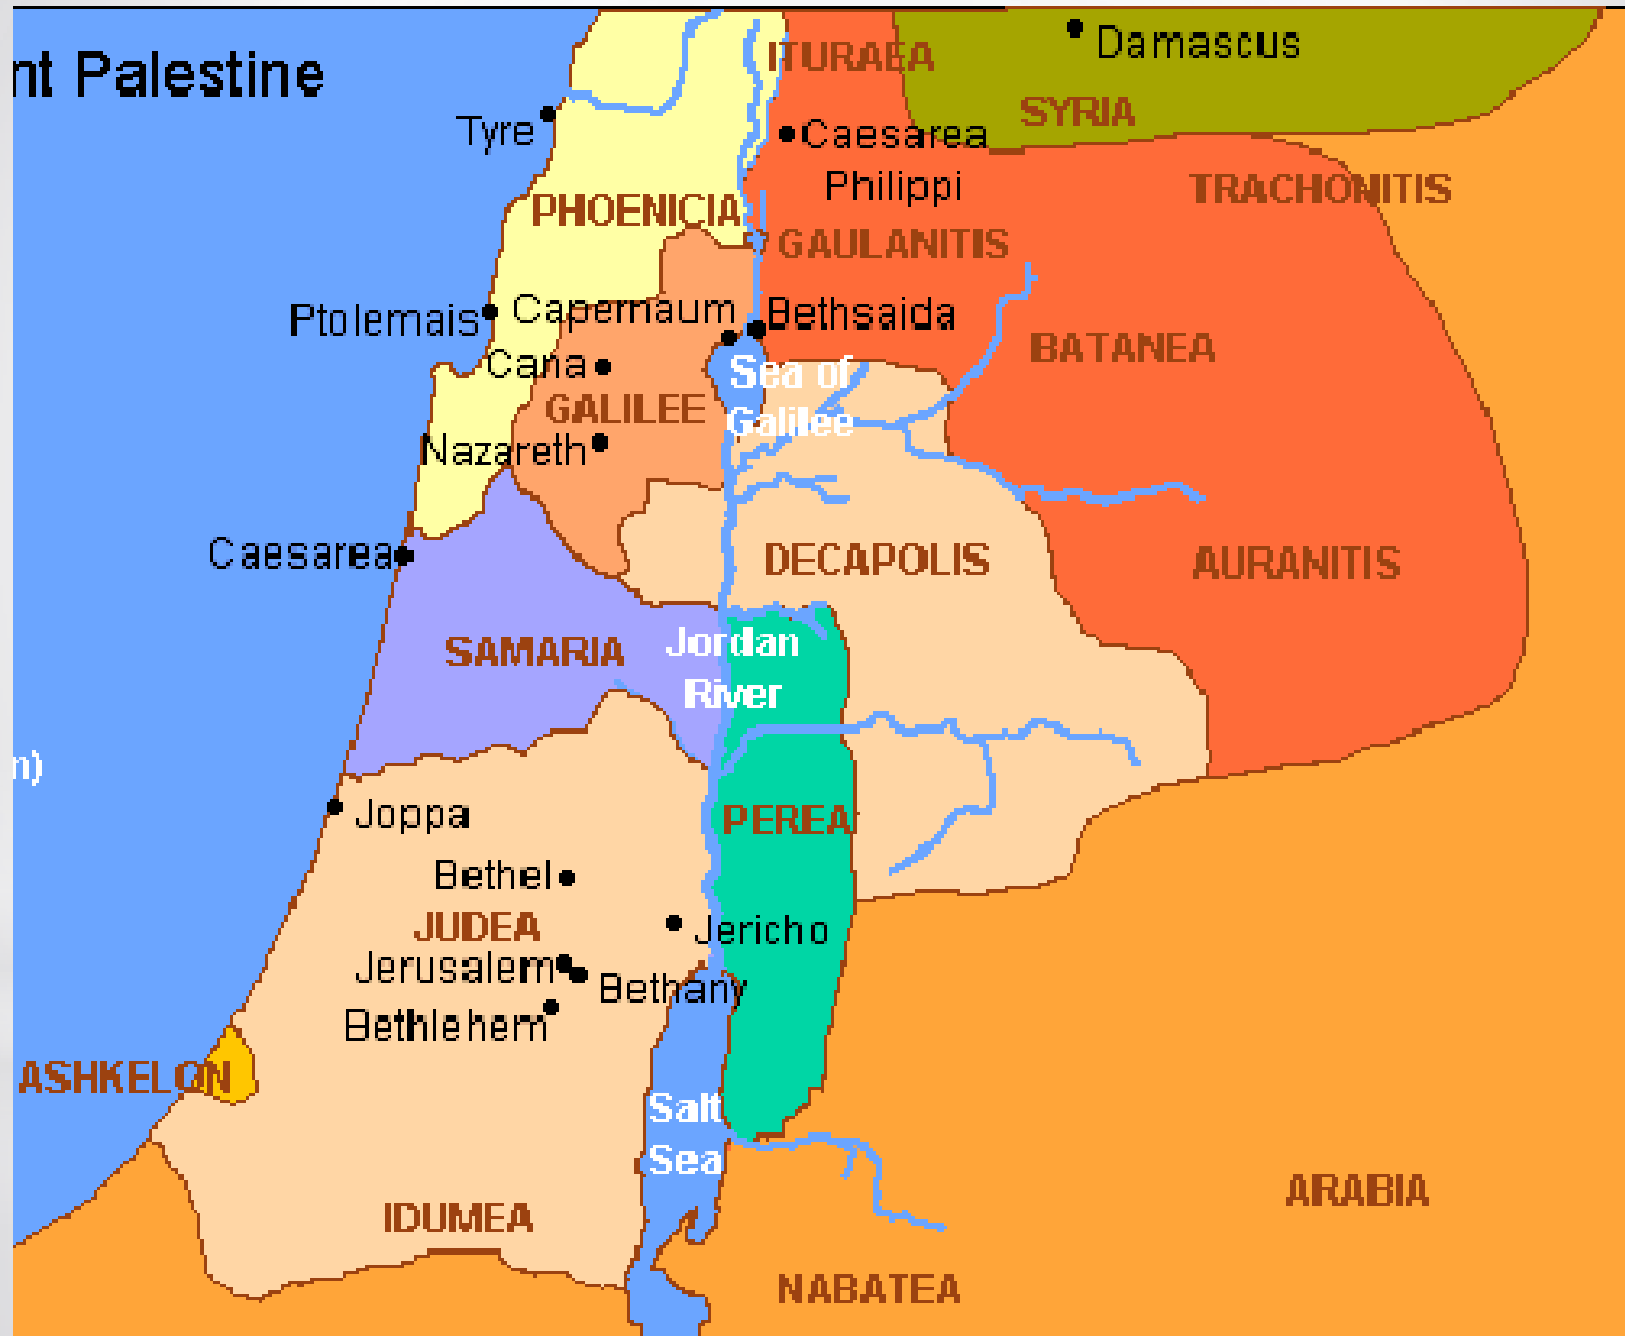 Damascus
ITURAEA
nt Palestine
SYRIA
Tyre
Caesarea
Philippi
TRACHONITIS
PHOENICIA
GAULANITIS
Capernaum
Bethsaida
Ptolemais
BATANEA
Cana
Sea of
Galilee
GALILEE
Nazareth
Caesarea
DECAPOLIS
AURANITIS
SAMARIA
Jordan
River
n)
Joppa
PEREA
Bethel
JUDEA
Jericho
Jerusalem
Bethany
Bethlehem
ASHKELON
Salt
Sea
ARABIA
IDUMEA
NABATEA